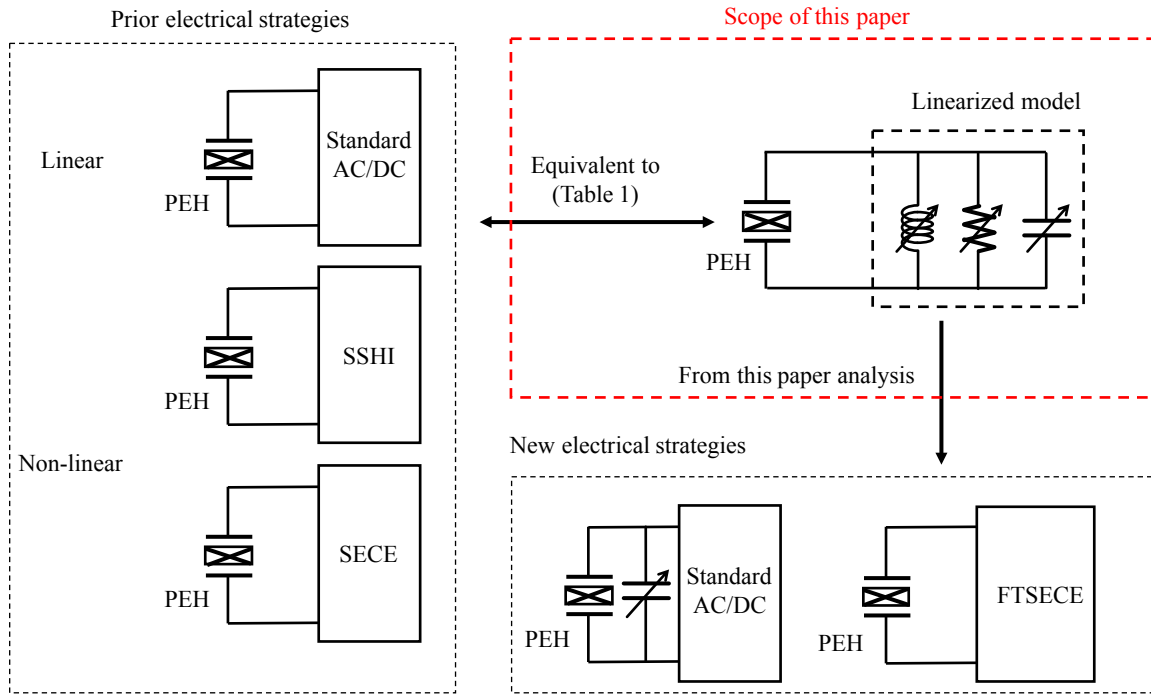 Prior electrical strategies
Linear
PEH
Standard
AC/DC
PEH
SSHI
Non-linear
PEH
SECE
Scope of this paper
Linearized model
Equivalent to
(Table 1)
PEH
From this paper analysis
New electrical strategies
PEH
Standard
AC/DC
PEH
FTSECE